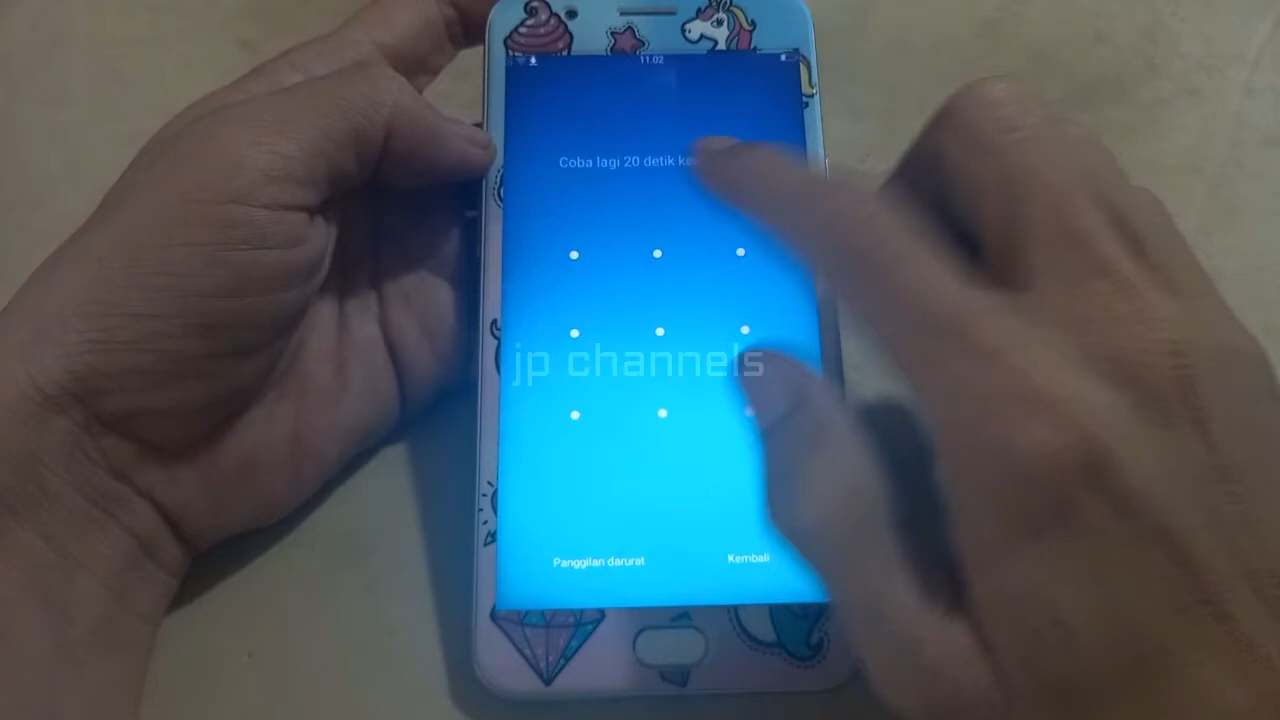 11.02
Coba lagi 20 detik
jp channels
Panggilan darurat
Kembali